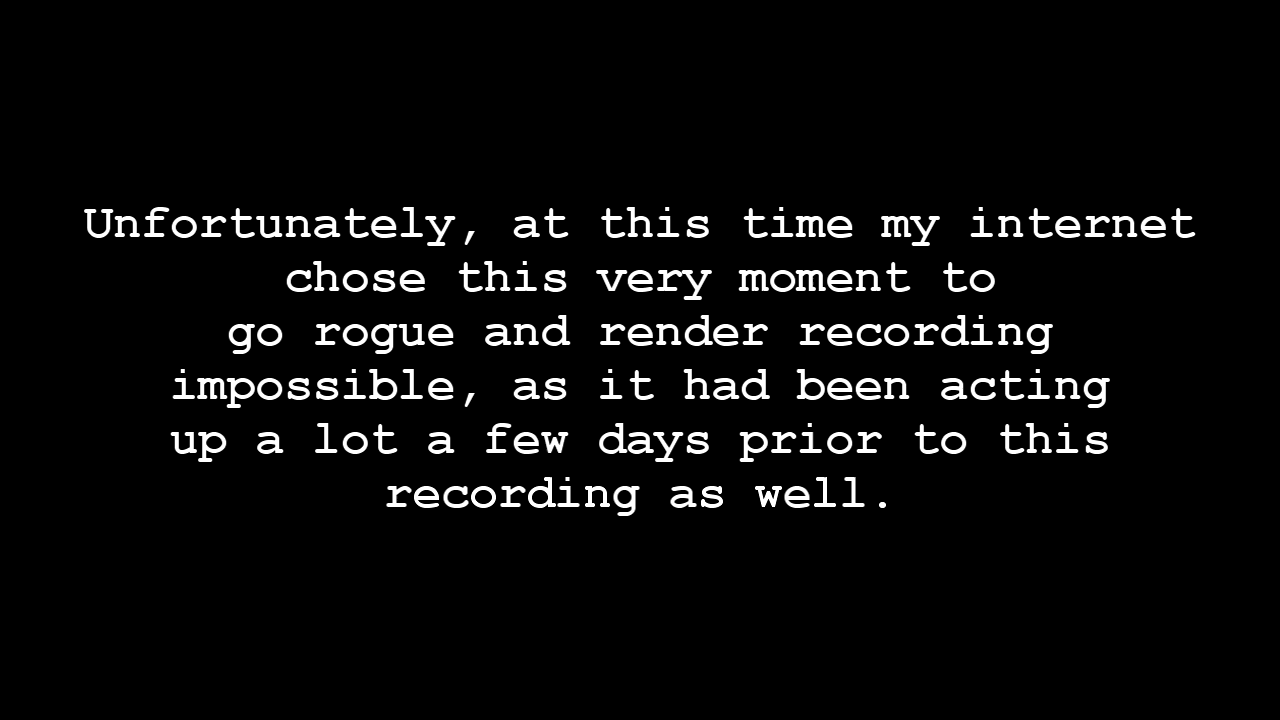 Unfortunately, at this time my internet
chose this very moment to
go rogue and render recording
impossible, as it had been acting
up a lot a few days prior to this
recording as well.